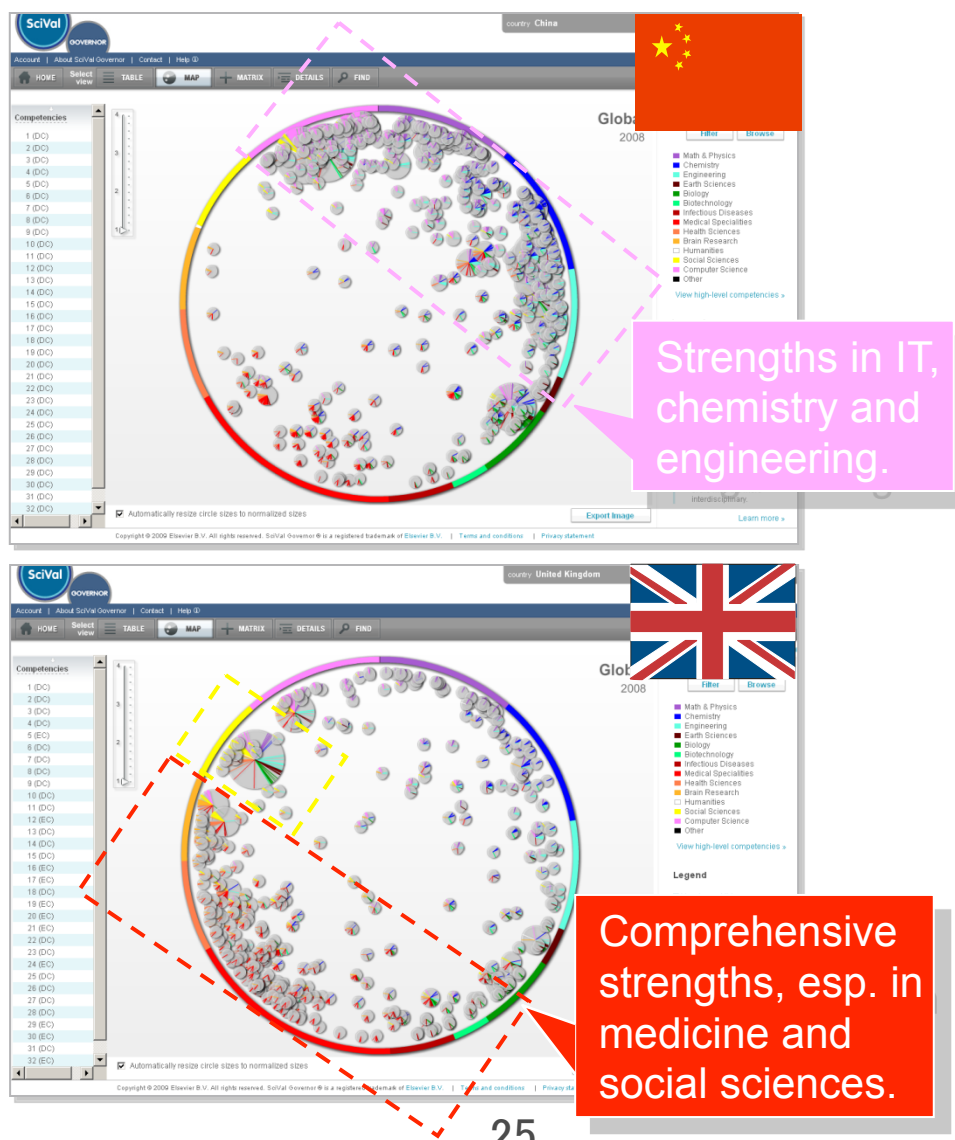 SciVal
GOVERNOR
country China
Account | About SciVal Governor | Contact | Help
HOME Select view TABLE MAP MATRIX DETAILS FIND
Competencies
1 (DC)
2 (DC)
3 (DC)
4 (DC)
5 (DC)
6 (DC)
7 (DC)
8 (DC)
9 (DC)
10 (DC)
11 (DC)
12 (DC)
13 (DC)
14 (DC)
15 (DC)
16 (DC)
17 (DC)
18 (DC)
19 (DC)
20 (DC)
21 (DC)
22 (DC)
23 (DC)
24 (DC)
25 (DC)
26 (DC)
27 (DC)
28 (DC)
29 (DC)
30 (DC)
31 (DC)
32 (DC)
4
3
2
1
Globa
2008
Filter Browse
Math & Physics
Chemistry
Engineering
Earth Sciences
Biology
Biotechnology
Infectious Diseases
Medical Specialities
Health Sciences
Brain Research
Humanities
Social Sciences
Computer Science
Other
View high-level competencies »
Strengths in IT,
chemistry and
engineering.
Interdisciplinary
Automatically resize circle sizes to normalized sizes
Export Image
Learn more »
Copyright © 2009 Elsevier B.V. All rights reserved. SciVal Governor ® is a registered trademark of Elsevier B.V. | Terms and conditions | Privacy statement
SciVal
GOVERNOR
country United Kingdom
Account | About SciVal Governor | Contact | Help
HOME Select view TABLE MAP MATRIX DETAILS FIND
Competencies
1 (DC)
2 (DC)
3 (DC)
4 (DC)
5 (EC)
6 (DC)
7 (DC)
8 (DC)
9 (DC)
10 (DC)
11 (DC)
12 (EC)
13 (DC)
14 (DC)
15 (DC)
16 (EC)
17 (EC)
18 (DC)
19 (EC)
20 (EC)
21 (EC)
22 (DC)
23 (DC)
24 (EC)
25 (DC)
26 (DC)
27 (DC)
28 (DC)
29 (EC)
30 (EC)
31 (DC)
32 (EC)
4
3
2
1
Glob
2008
Filter Browse
Math & Physics
Chemistry
Engineering
Earth Sciences
Biology
Biotechnology
Infectious Diseases
Medical Specialities
Health Sciences
Brain Research
Humanities
Social Sciences
Computer Science
Other
View high-level competencies »
Legend
Comprehensive
strengths, esp. in
medicine and
social sciences.
Automatically resize circle sizes to normalized sizes
Copyright © 2009 Elsevier B.V. All rights reserved. SciVal Governor ® is a registered trademark of Elsevier B.V. | Terms and conditions | Privacy sta
25